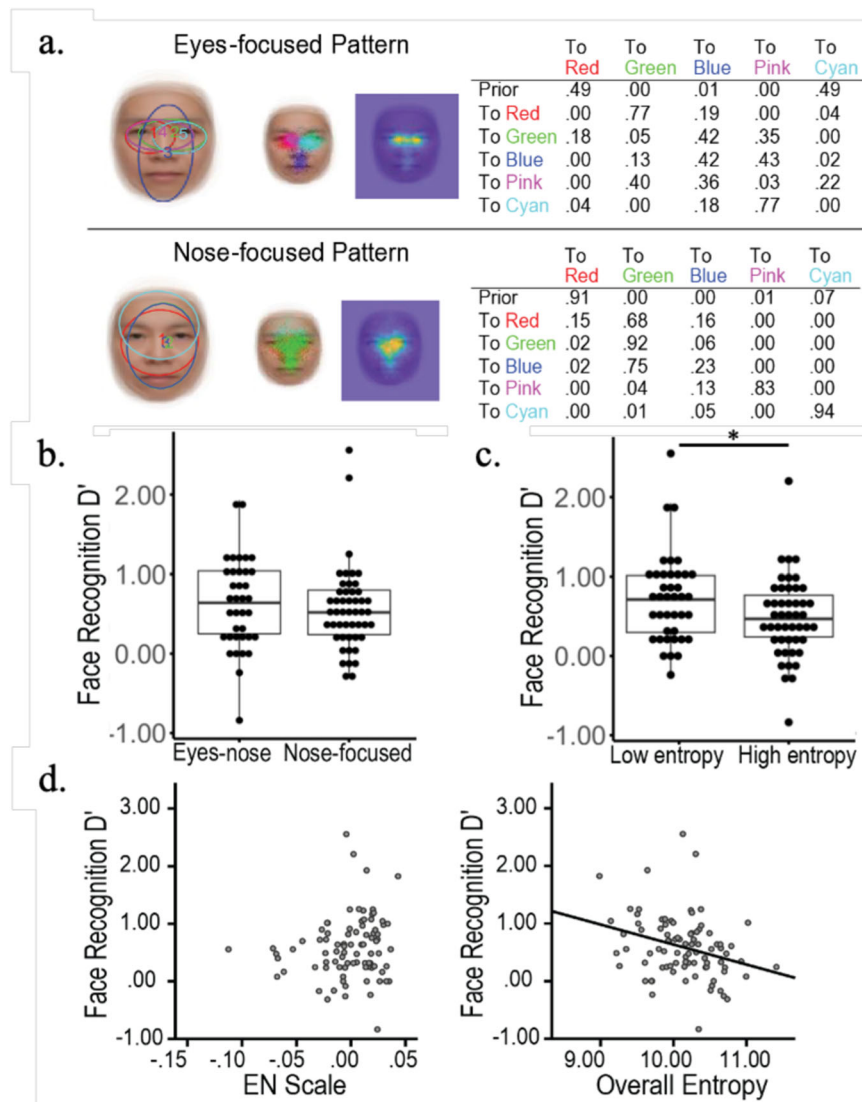 a.
Eyes-focused Pattern
To To To To To
Red Green Blue Pink Cyan
Prior .49 .00 .01 .00 .49
To Red .00 .77 .19 .00 .04
To Green .18 .05 .42 .35 .00
To Blue .00 .13 .42 .43 .02
To Pink .00 .40 .36 .03 .22
To Cyan .04 .00 .18 .77 .00
Nose-focused Pattern
To To To To To
Red Green Blue Pink Cyan
Prior .91 .00 .00 .01 .07
To Red .15 .68 .16 .00 .00
To Green .02 .92 .06 .00 .00
To Blue .02 .75 .23 .00 .00
To Pink .00 .04 .13 .83 .00
To Cyan .00 .01 .05 .00 .94
b.
Face Recognition D'
2.00
1.00
0.00
-1.00
Eyes-nose Nose-focused
c.
*
Face Recognition D'
2.00
1.00
0.00
-1.00
Low entropy High entropy
d.
Face Recognition D'
3.00
2.00
1.00
.00
-1.00
-.15 -.10 -.05 .00 .05
EN Scale
Face Recognition D'
3.00
2.00
1.00
.00
-1.00
9.00 10.00 11.00
Overall Entropy